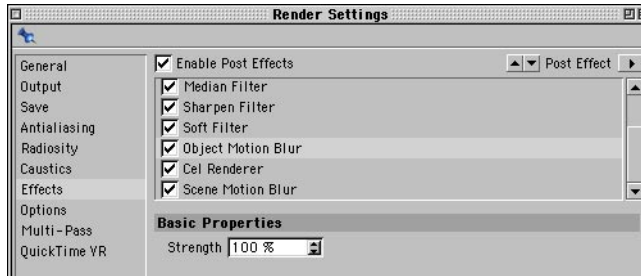 Render Settings
General
Output
Save
Antialiasing
Radiosity
Caustics
Effects
Options
Multi-Pass
QuickTime VR
Enable Post Effects
Post Effect
Median Filter
Sharpen Filter
Soft Filter
Object Motion Blur
Cel Renderer
Scene Motion Blur
Basic Properties
Strength 100 %